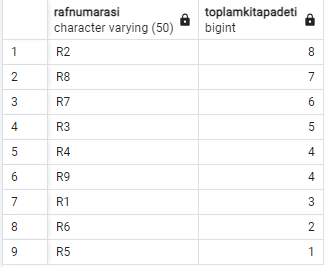 rafnumarasi toplamkitapadeti
character varying (50) bigint
1 R2 8
2 R8 7
3 R7 6
4 R3 5
5 R4 4
6 R9 4
7 R1 3
8 R6 2
9 R5 1